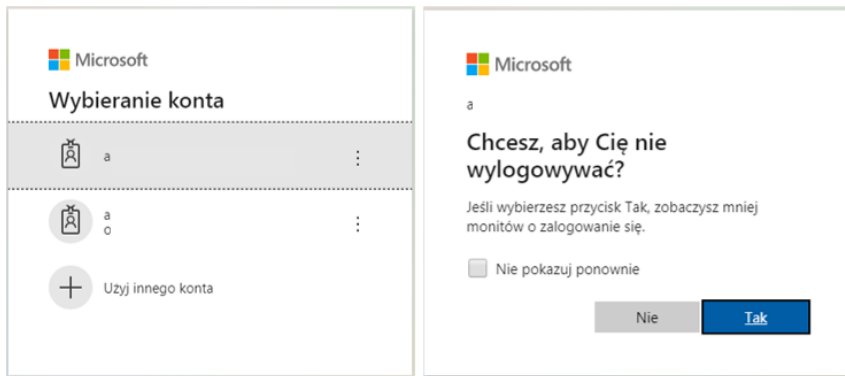 Microsoft
Wybieranie konta
a
a
o
Użyj innego konta
Microsoft
a
Chcesz, aby Cię nie
wylogowywać?
Jeśli wybierzesz przycisk Tak, zobaczysz mniej
monitów o zalogowanie się.
Nie pokazuj ponownie
Nie
Tak